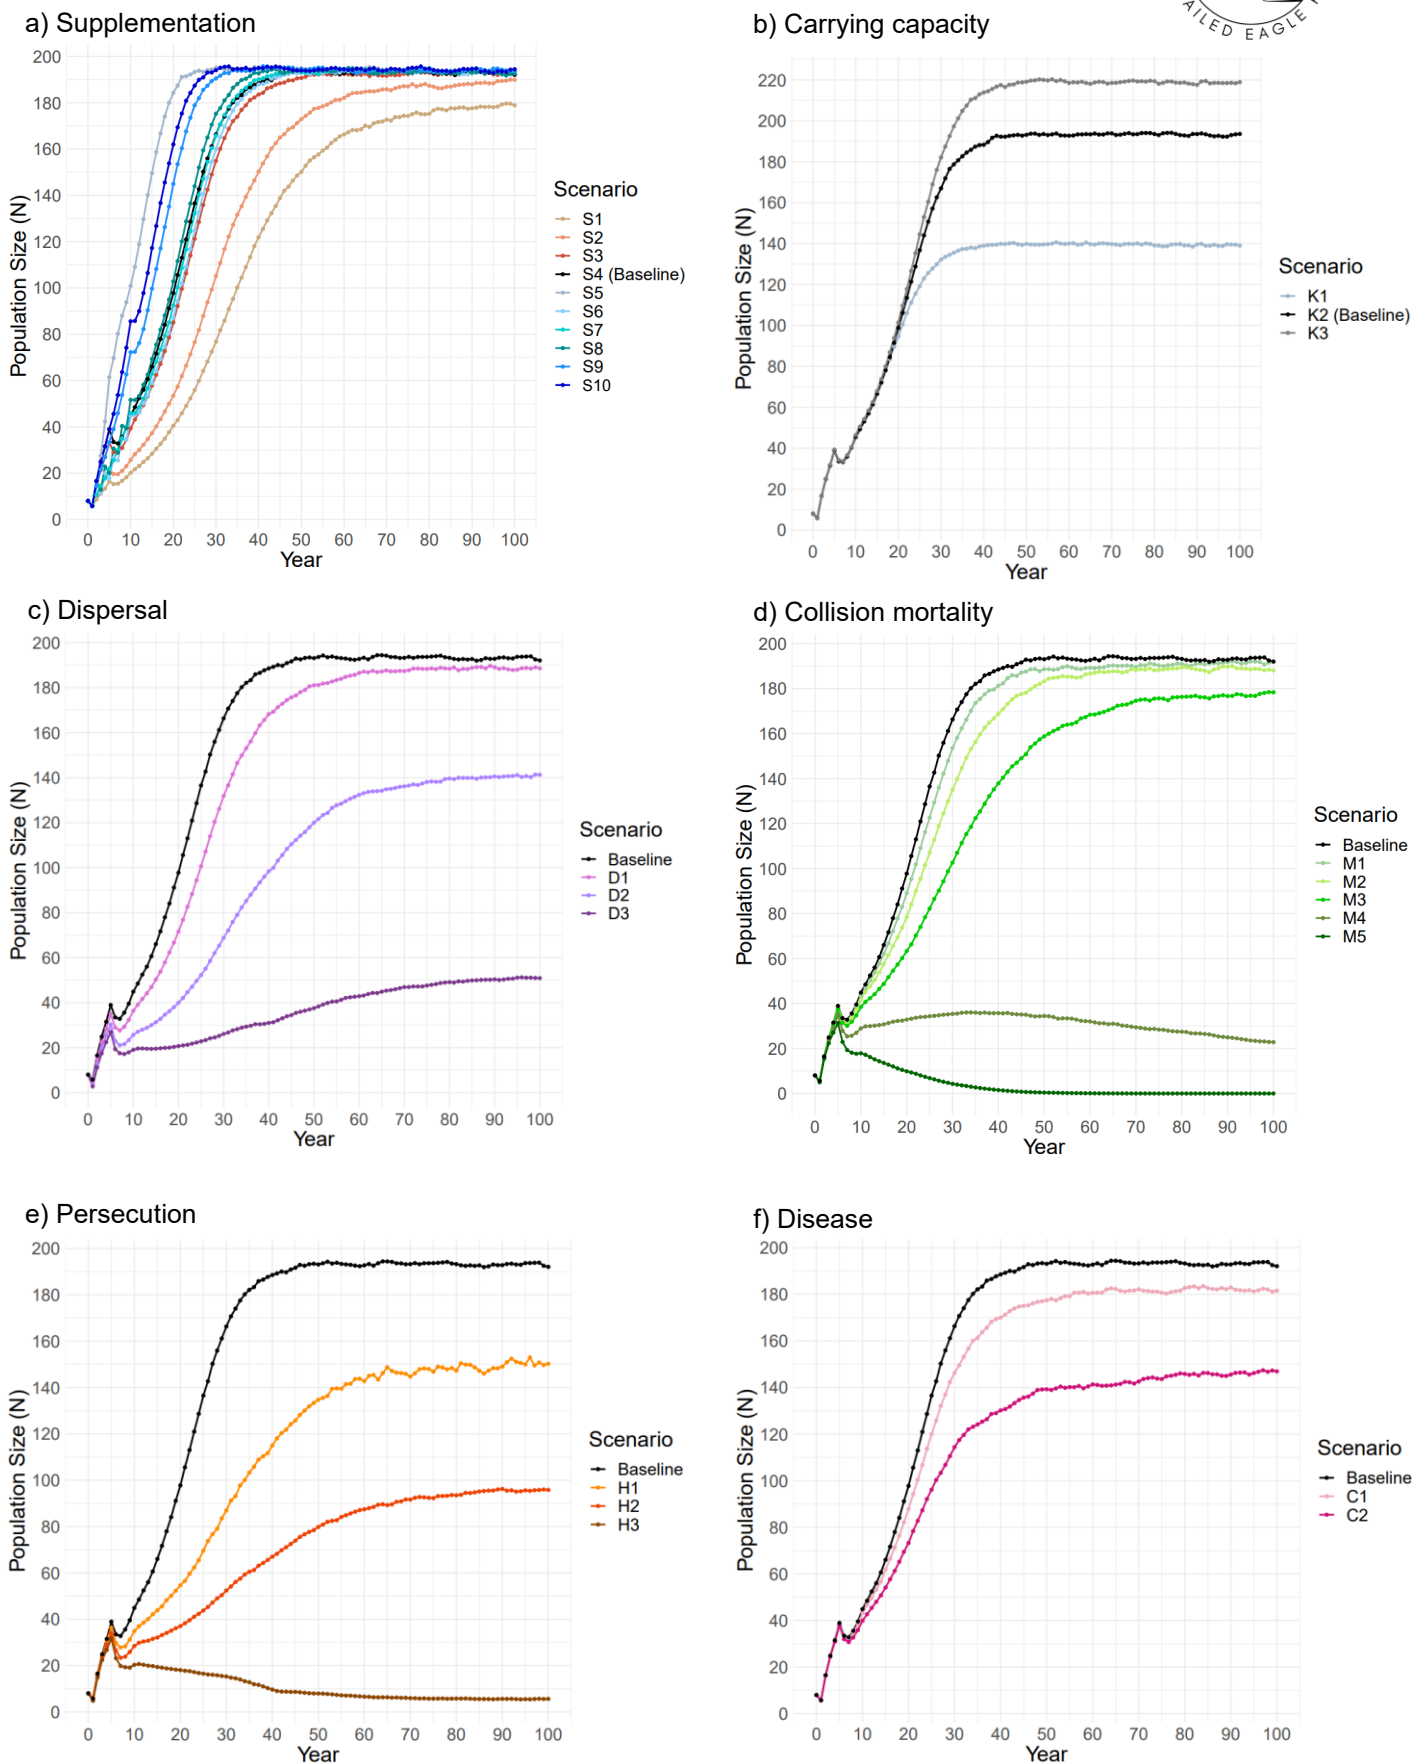 AILED EAGLE
a) Supplementation
200
180
160
140
120
100
80
60
40
20
0
Population Size (N)
0 10 20 30 40 50 60 70 80 90 100
Year
Scenario
S1
S2
S3
S4 (Baseline)
S5
S6
S7
S8
S9
S10
b) Carrying capacity
220
200
180
160
140
120
100
80
60
40
20
0
Population Size (N)
0 10 20 30 40 50 60 70 80 90 100
Year
Scenario
K1
K2 (Baseline)
K3
c) Dispersal
200
180
160
140
120
100
80
60
40
20
0
Population Size (N)
0 10 20 30 40 50 60 70 80 90 100
Year
Scenario
Baseline
D1
D2
D3
d) Collision mortality
200
180
160
140
120
100
80
60
40
20
0
Population Size (N)
0 10 20 30 40 50 60 70 80 90 100
Year
Scenario
Baseline
M1
M2
M3
M4
M5
e) Persecution
200
180
160
140
120
100
80
60
40
20
0
Population Size (N)
0 10 20 30 40 50 60 70 80 90 100
Year
Scenario
Baseline
H1
H2
H3
f) Disease
200
180
160
140
120
100
80
60
40
20
0
Population Size (N)
0 10 20 30 40 50 60 70 80 90 100
Year
Scenario
Baseline
C1
C2